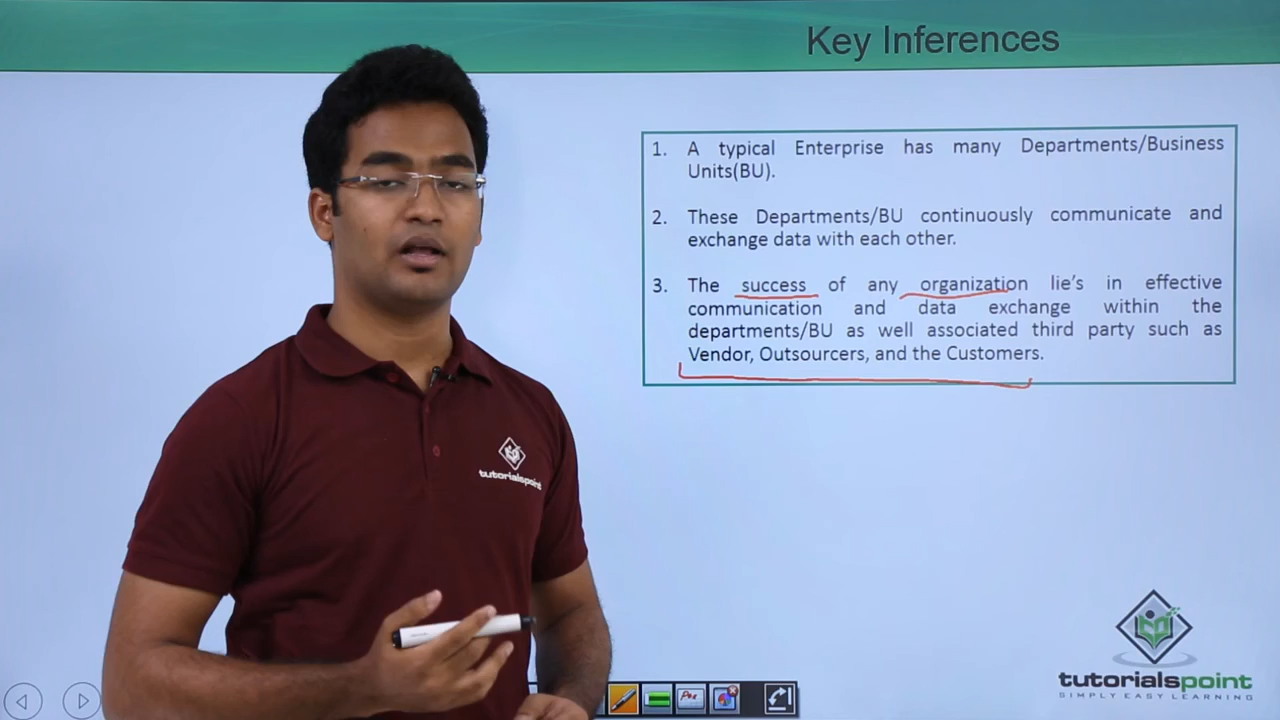 Key Inferences
1. A typical Enterprise has many Departments/Business
Units(BU).
2. These Departments/BU continuously communicate and
exchange data with each other.
3. The success of any organization lie's in effective
communication and data exchange within the
departments/BU as well associated third party such as
Vendor, Outsourcers, and the Customers.
tutorialspoint
tutorialspoint
SIMPLY EASY LEARNING